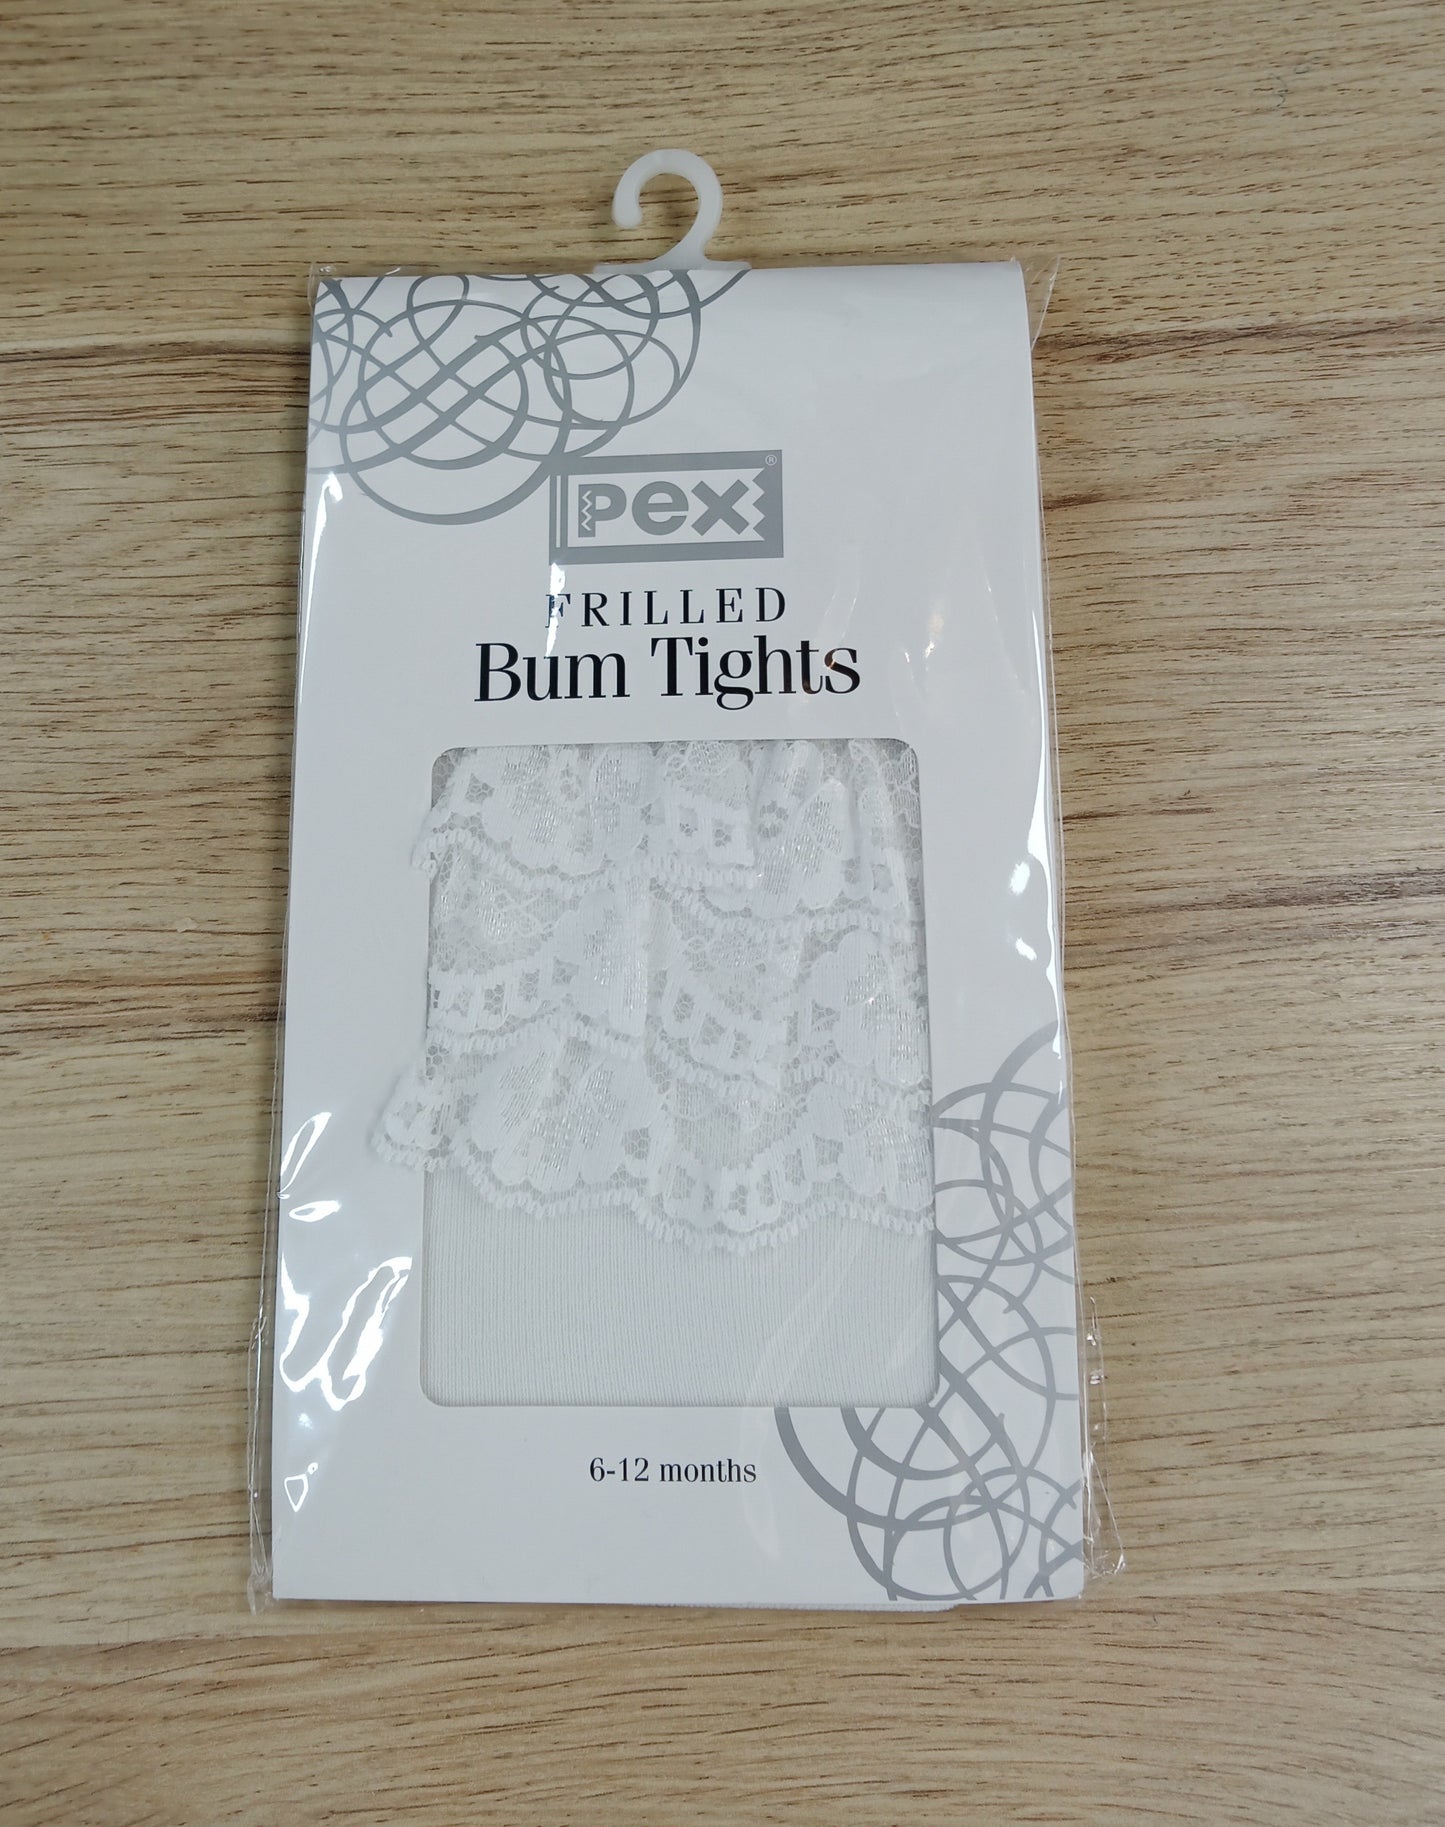 pex®
FRILLED
Bum Tights
6-12 months